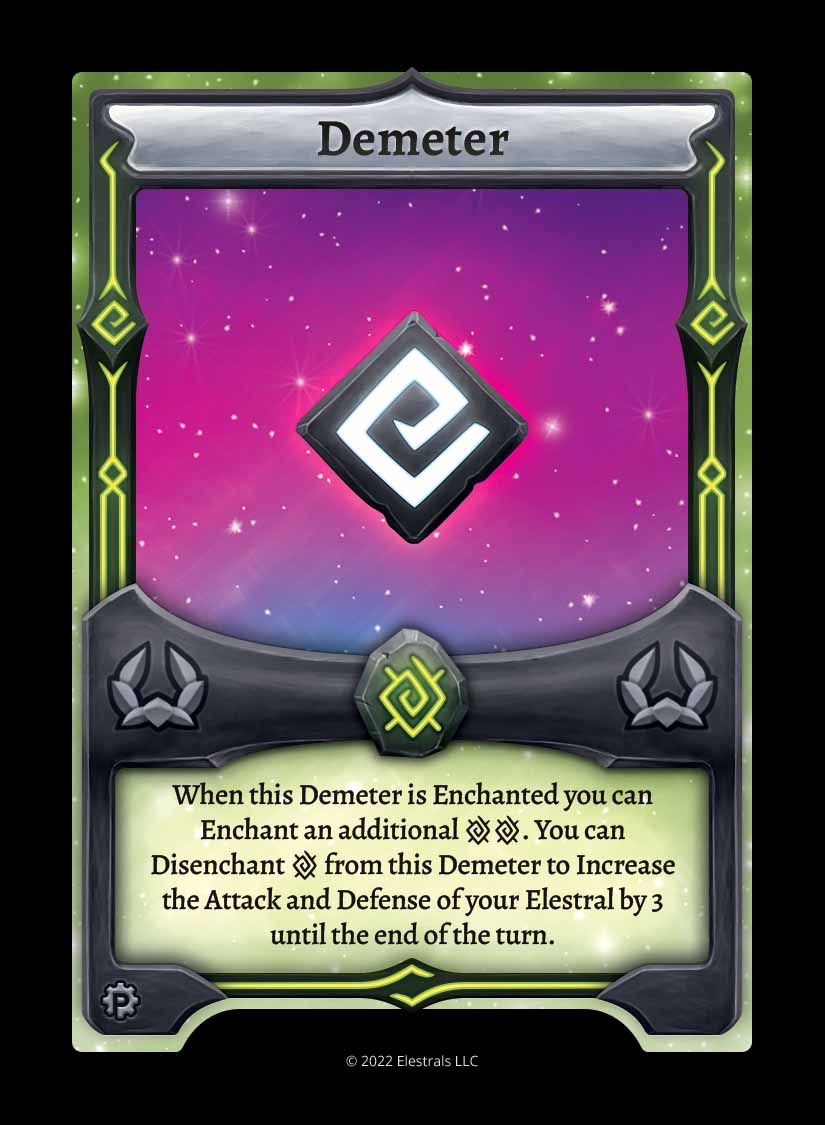 Demeter
When this Demeter is Enchanted you can
Enchant an additional . You can
Disenchant from this Demeter to Increase
the Attack and Defense of your Elestral by 3
until the end of the turn.
P
© 2022 Elestrals LLC